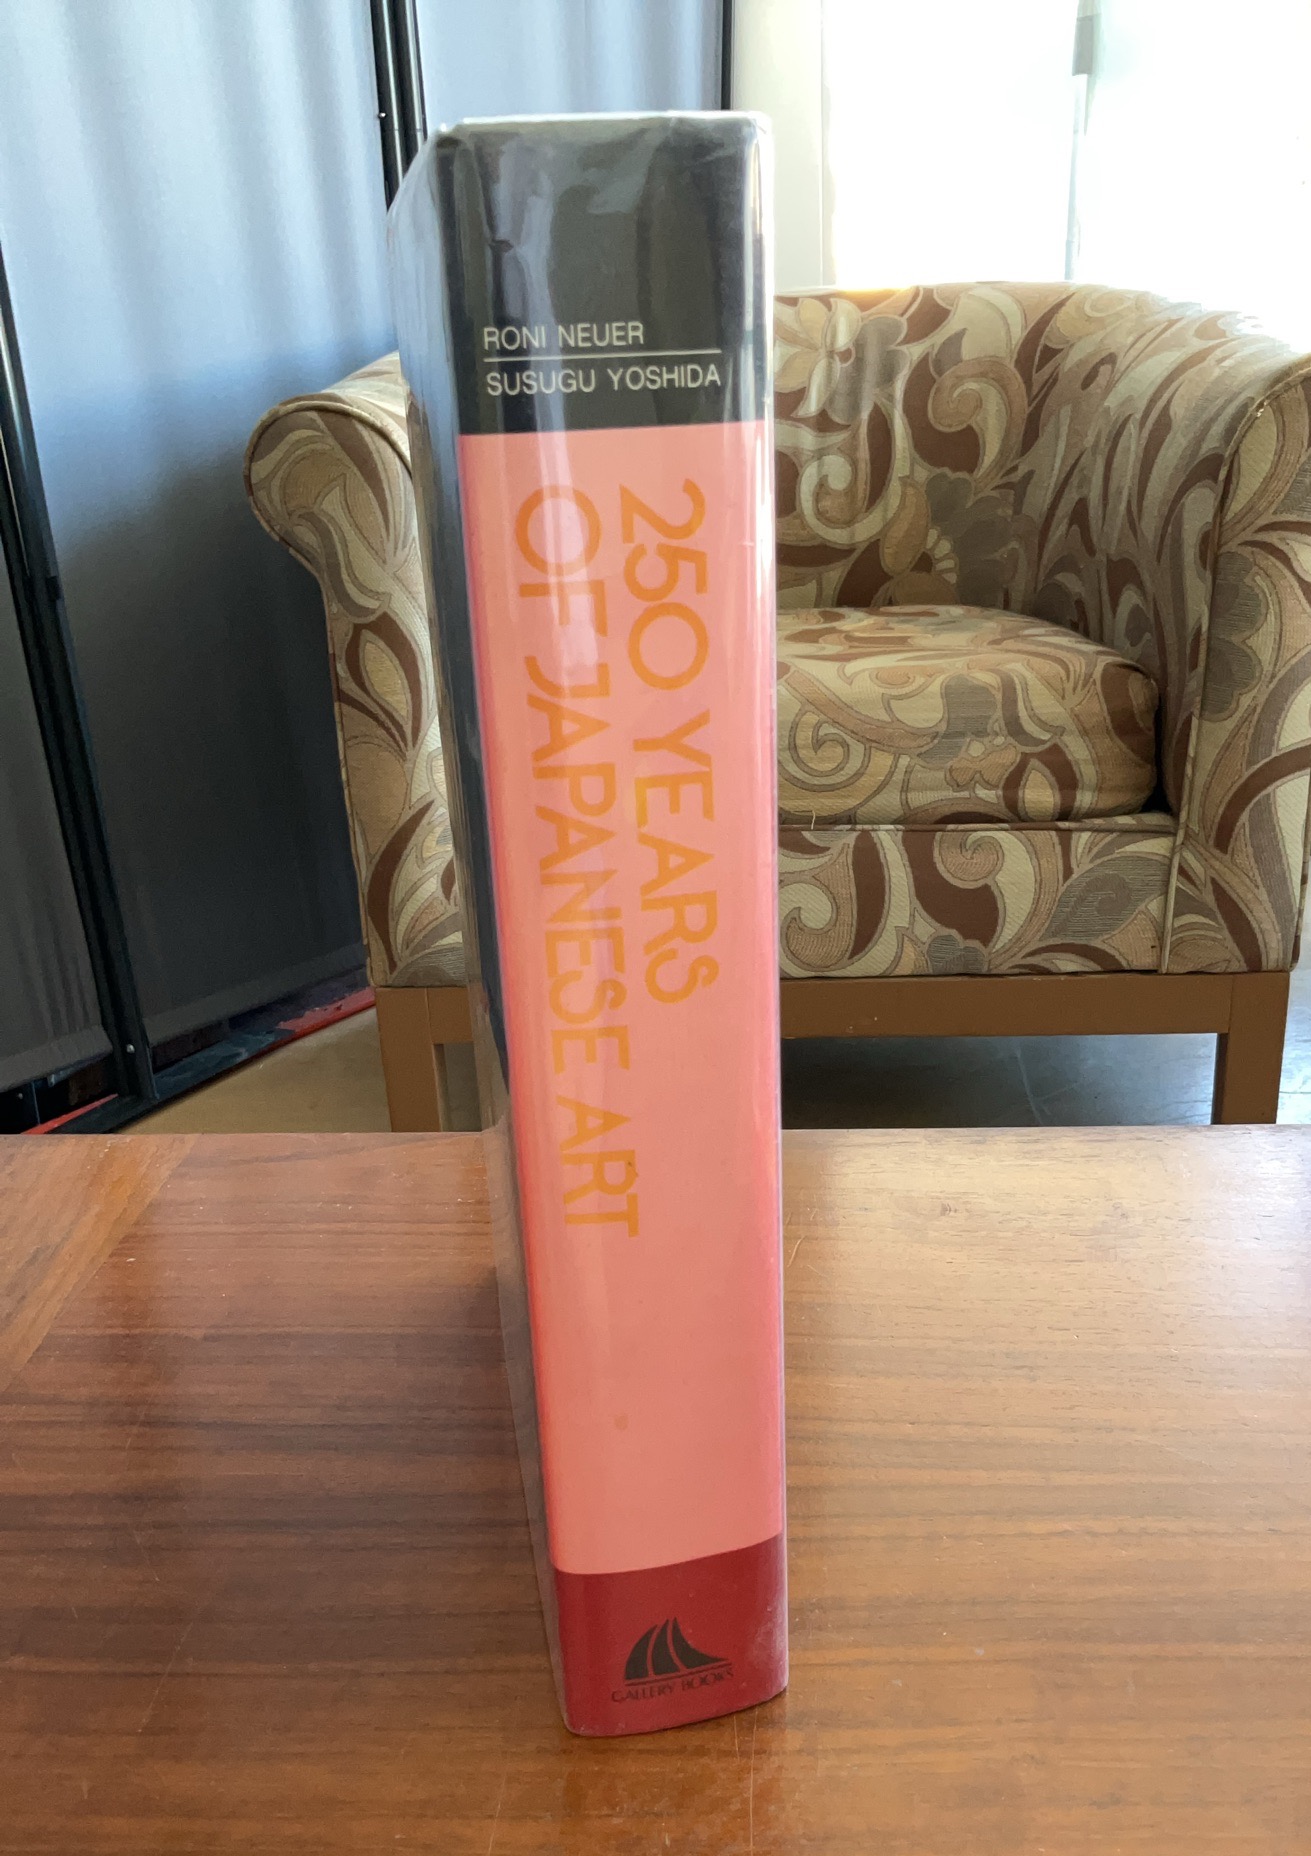 RONI NEUER
SUSUGU YOSHIDA
250 YEARS
OF JAPANESE ART
GALLERY BOOKS